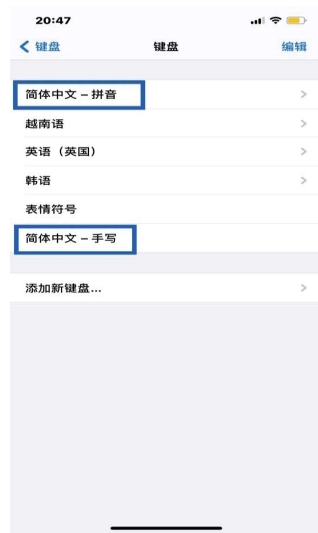 20:47
键盘
键盘
编辑
简体中文 – 拼音
越南语
英语（英国）
韩语
表情符号
简体中文 – 手写
添加新键盘...